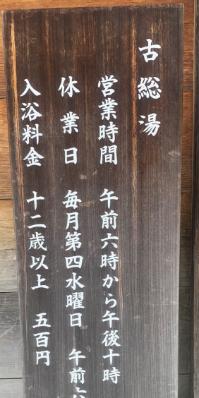 古総湯
営業時間 午前六時から午後十時
休業日 毎月第四水曜日 午前
入浴料金 十二歳以上 五百円